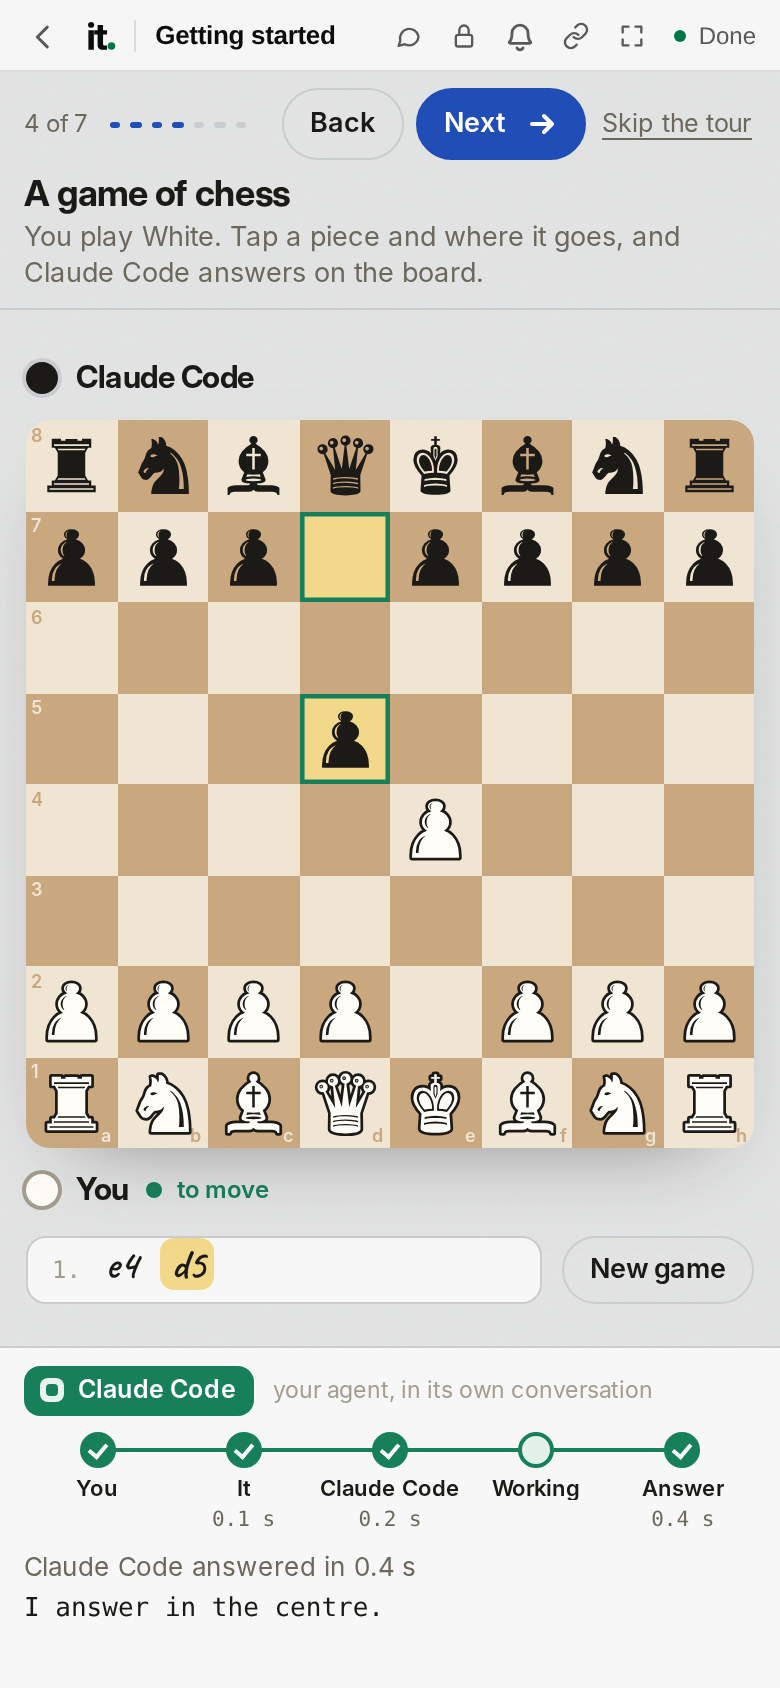 it. Getting started Done
4 of 7 Back Next Skip the tour
A game of chess
You play White. Tap a piece and where it goes, and
Claude Code answers on the board.
Claude Code
8
7
6
5
4
3
2
1
a b c d e f g h
You to move
1. e4 d5 New game
Claude Code your agent, in its own conversation
You It Claude Code Working Answer
0.1 s 0.2 s 0.4 s
Claude Code answered in 0.4 s
I answer in the centre.